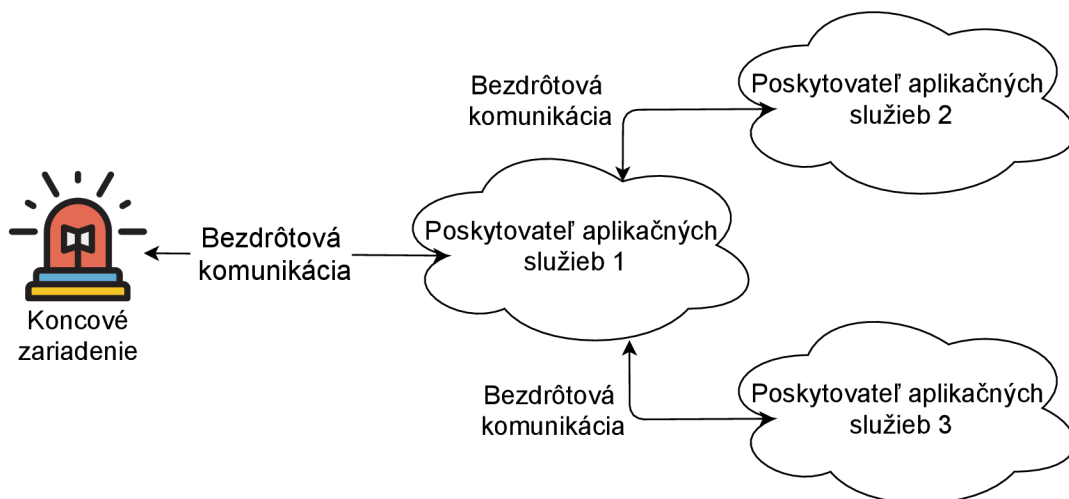 Bezdrôtová
komunikácia
Poskytovateľ aplikačných
služieb 2
Koncové
zariadenie
Bezdrôtová
komunikácia
Poskytovateľ aplikačných
služieb 1
Bezdrôtová
komunikácia
Poskytovateľ aplikačných
služieb 3